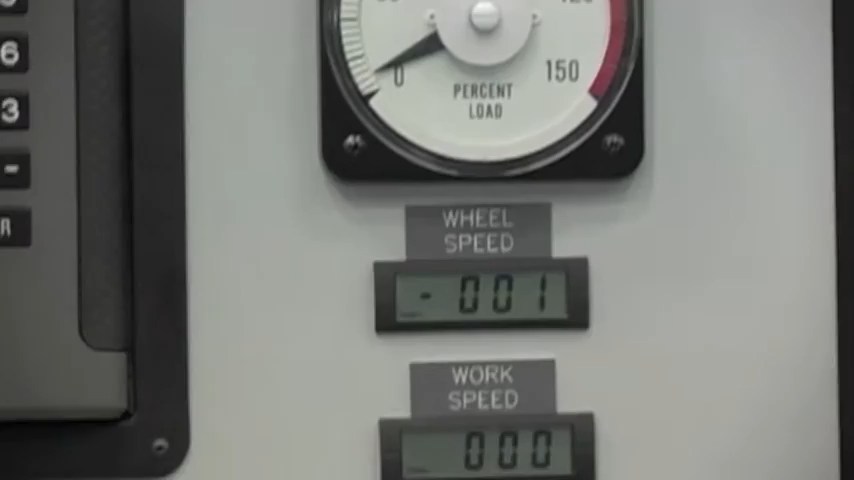 6
3
-
R
0
150
PERCENT
LOAD
WHEEL
SPEED
- 001
WORK
SPEED
000